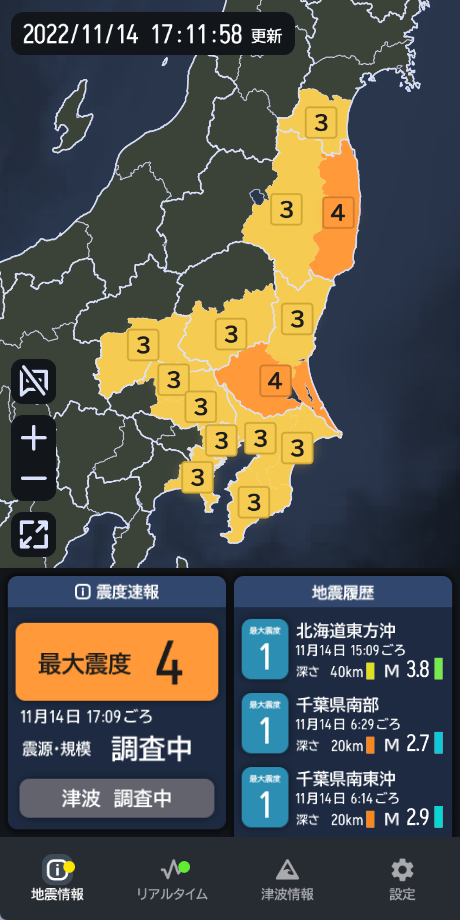 2022/11/14 17:11:58 更新
3
3
4
3
3
3
3
4
3
3
3
3
3
3
震度速報
最大震度 4
11月14日 17:09ごろ
震源・規模 調査中
津波 調査中
地震履歴
最大震度
1
北海道東方沖
11月14日 15:09ごろ
深さ 40km M 3.8
最大震度
1
千葉県南部
11月14日 6:29ごろ
深さ 20km M 2.7
最大震度
1
千葉県南東沖
11月14日 6:14ごろ
深さ 20km M 2.9
地震情報 リアルタイム 津波情報 設定